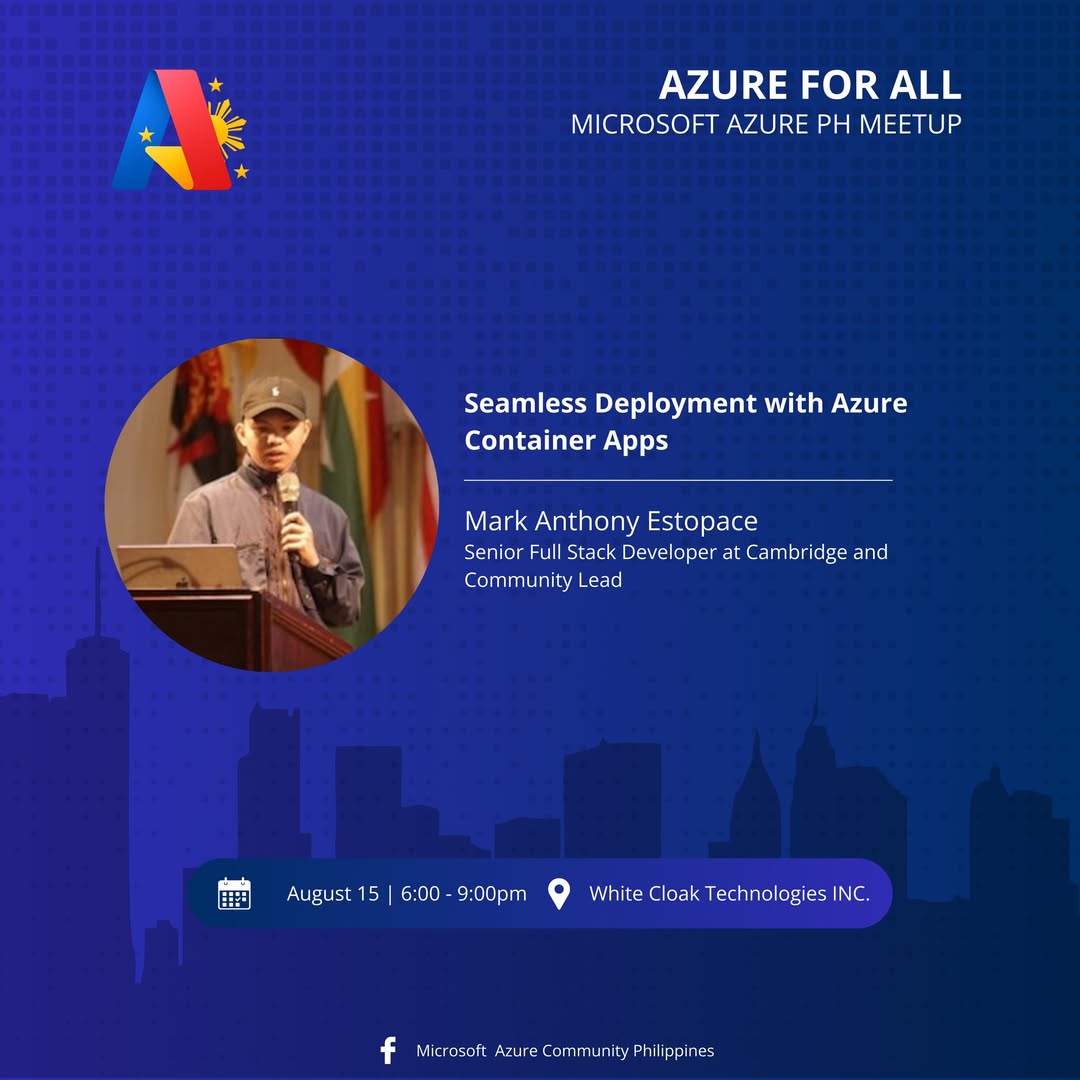 AZURE FOR ALL
MICROSOFT AZURE PH MEETUP
Seamless Deployment with Azure
Container Apps
Mark Anthony Estopace
Senior Full Stack Developer at Cambridge and
Community Lead
August 15 | 6:00 - 9:00pm
White Cloak Technologies INC.
Microsoft Azure Community Philippines